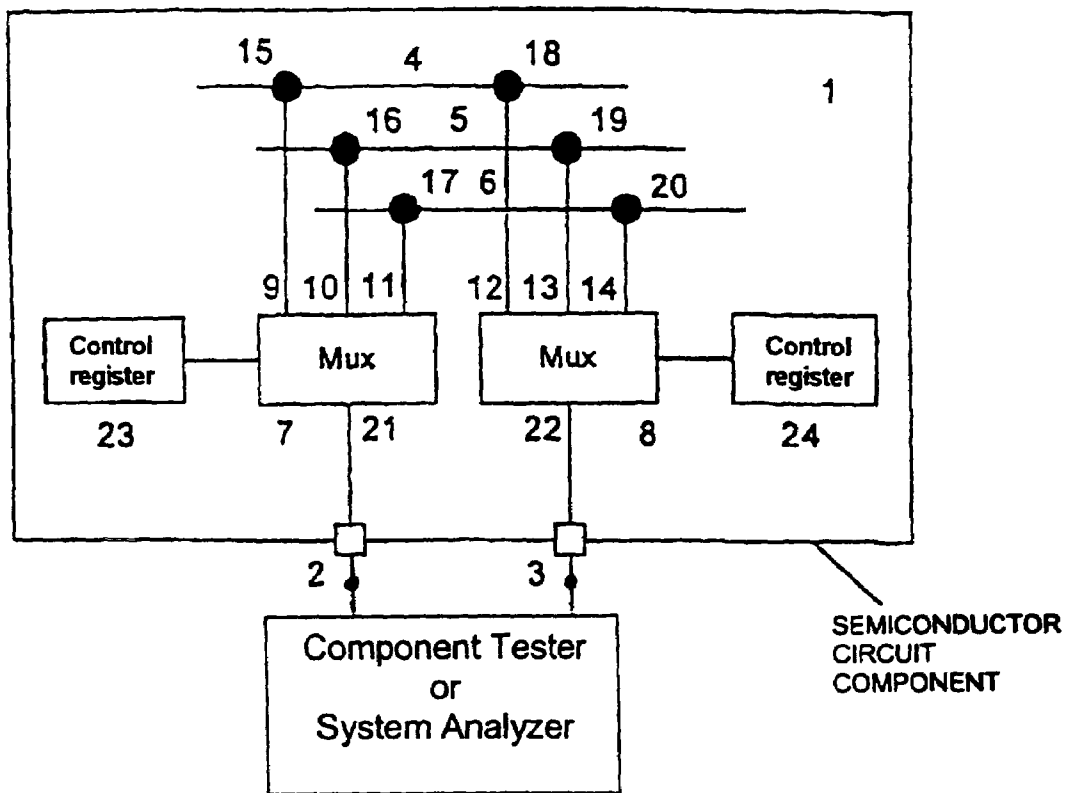 15 4 18
1
16 5 19
17 6 20
9 10 11 12 13 14
Control
register
Mux
Mux
Control
register
23 7 21 22 8 24
2 3
Component Tester
or
System Analyzer
SEMICONDUCTOR
CIRCUIT
COMPONENT